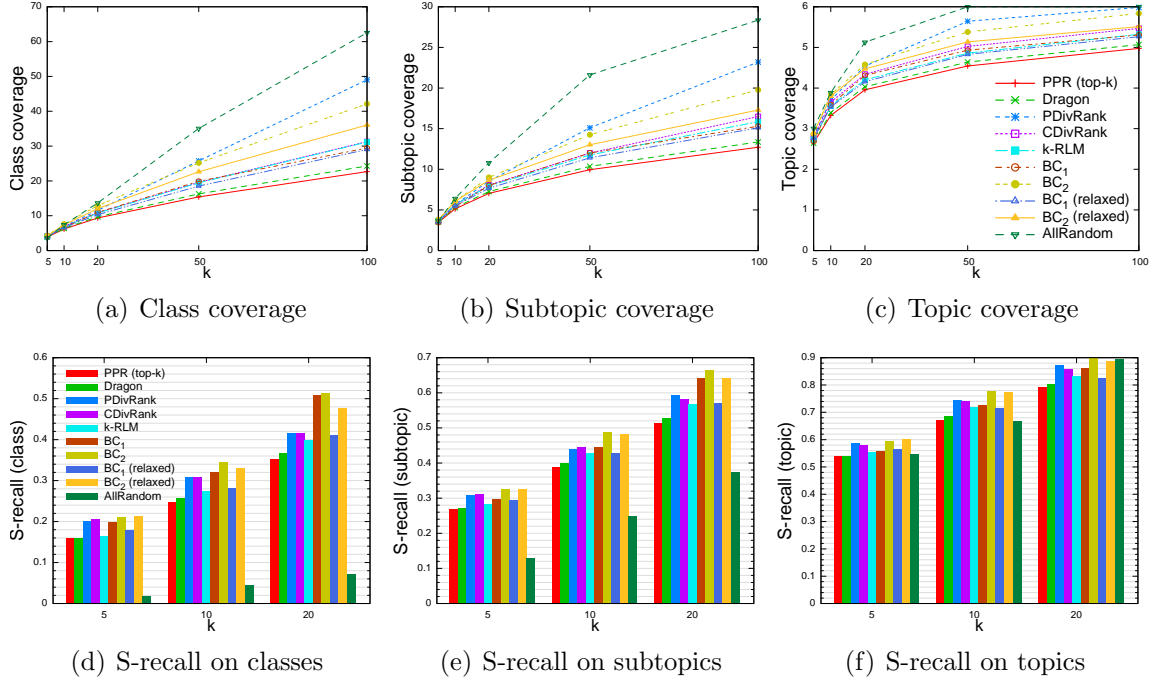 70
60
50
40
30
20
10
0
5 10 20 50 100
Class coverage
k
(a) Class coverage
30
25
20
15
10
5
0
5 10 20 50 100
Subtopic coverage
k
(b) Subtopic coverage
6
5
4
3
2
1
0
5 10 20 50 100
Topic coverage
k
PPR (top-k)
Dragon
PDivRank
CDivRank
k-RLM
BC1
BC2
BC1 (relaxed)
BC2 (relaxed)
AllRandom
(c) Topic coverage
0.6
0.5
0.4
0.3
0.2
0.1
0
5 10 20
S-recall (class)
k
PPR (top-k)
Dragon
PDivRank
CDivRank
k-RLM
BC1
BC2
BC1 (relaxed)
BC2 (relaxed)
AllRandom
(d) S-recall on classes
0.7
0.6
0.5
0.4
0.3
0.2
0.1
0
5 10 20
S-recall (subtopic)
k
(e) S-recall on subtopics
0.9
0.8
0.7
0.6
0.5
0.4
0.3
0.2
0.1
0
5 10 20
S-recall (topic)
k
(f) S-recall on topics